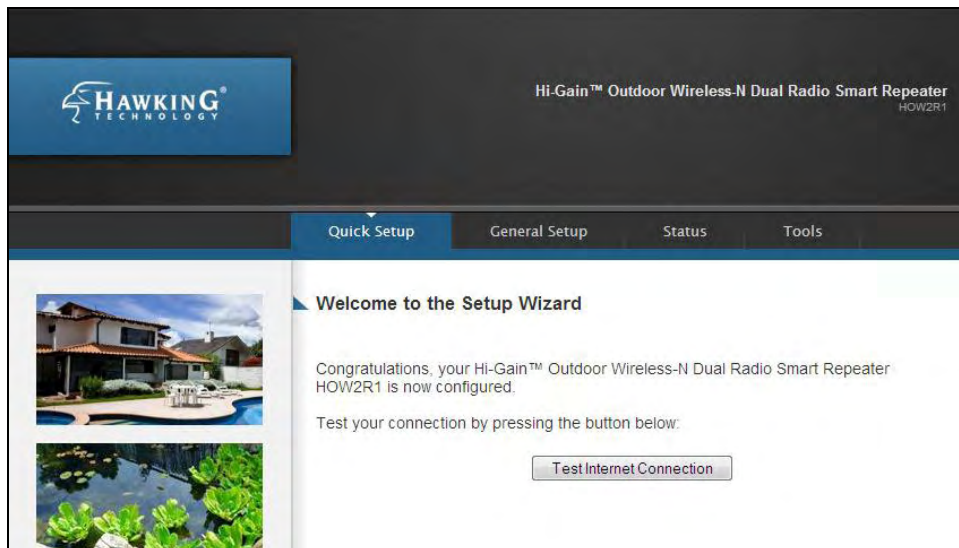 HAWKING®
TECHNOLOGY
Hi-Gain™ Outdoor Wireless-N Dual Radio Smart Repeater
HOW2R1
Quick Setup
General Setup
Status
Tools
Welcome to the Setup Wizard
Congratulations, your Hi-Gain™ Outdoor Wireless-N Dual Radio Smart Repeater
HOW2R1 is now configured.
Test your connection by pressing the button below:
Test Internet Connection